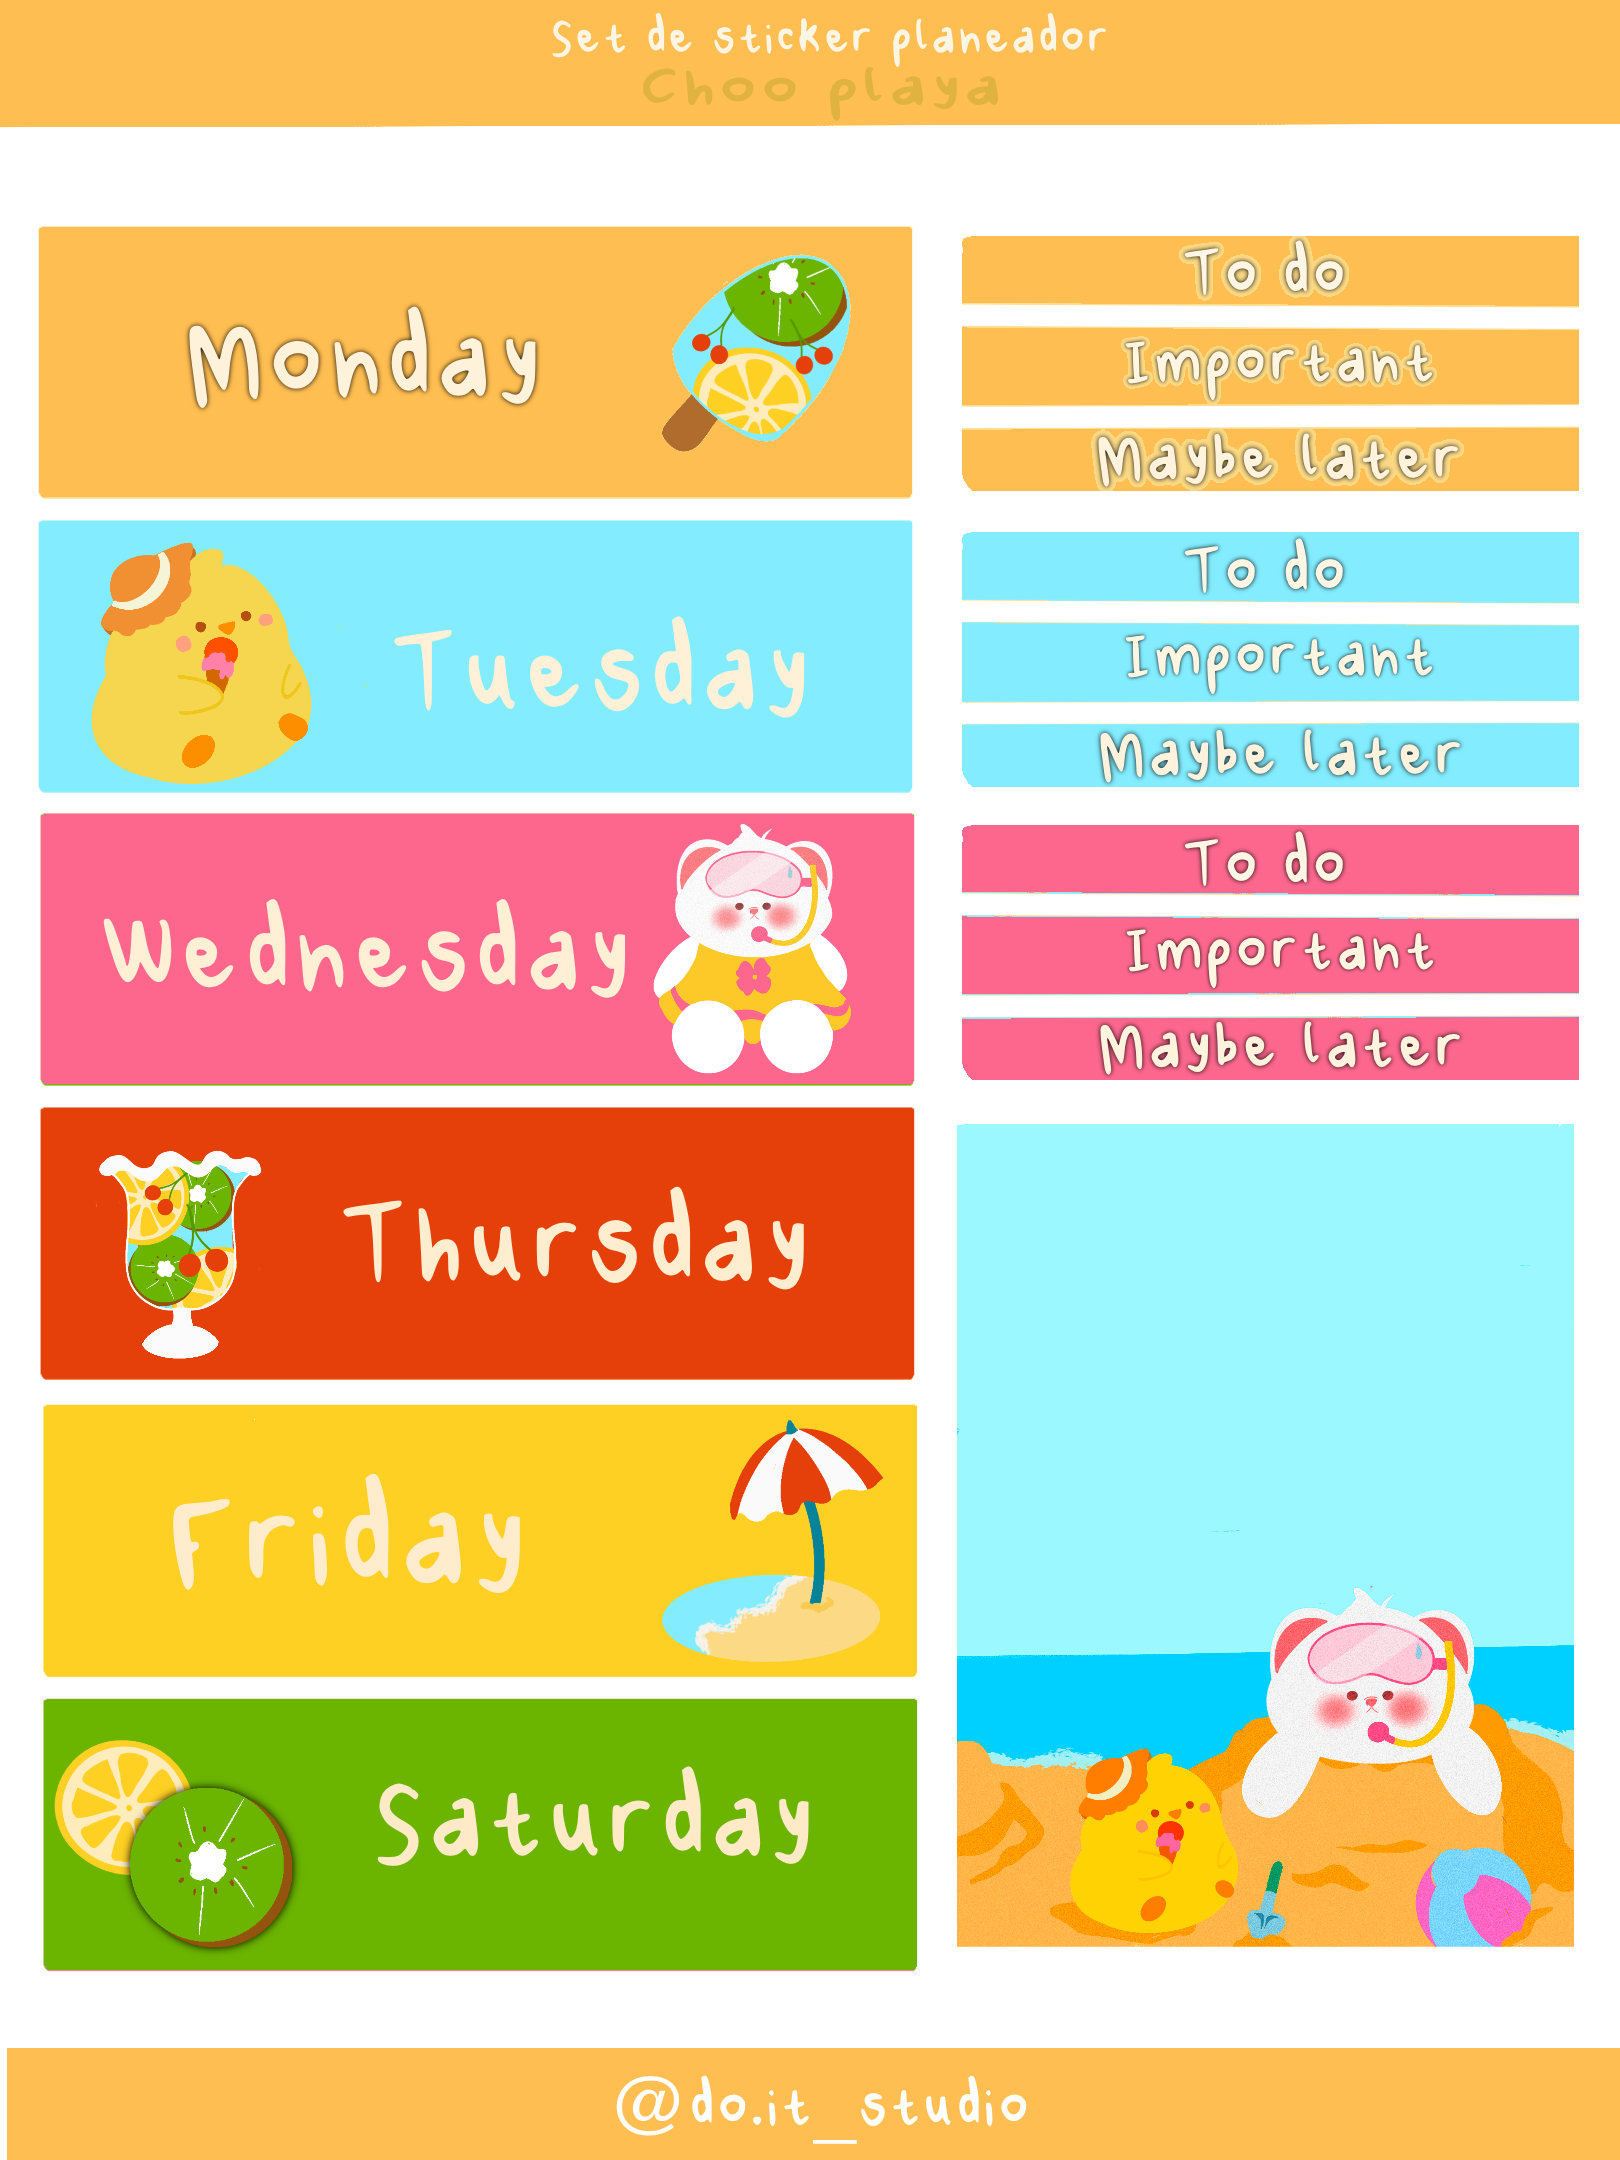 Set de sticker planeador
Choo playa
Monday
Tuesday
Wednesday
Thursday
Friday
Saturday
To do
Important
Maybe later
To do
Important
Maybe later
To do
Important
Maybe later
@do.it_studio